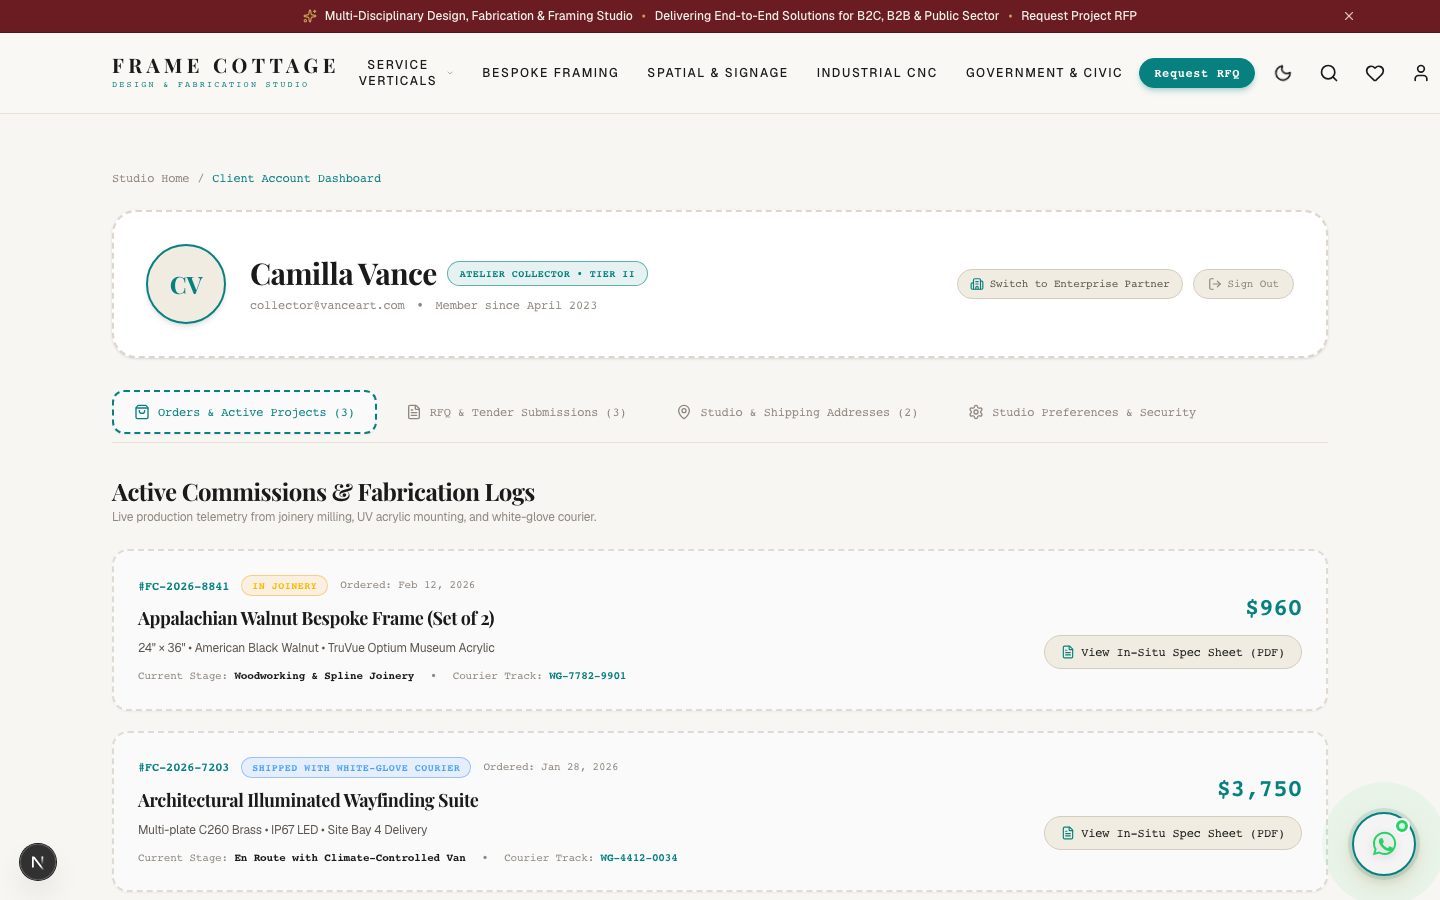 Multi-Disciplinary Design, Fabrication & Framing Studio • Delivering End-to-End Solutions for B2C, B2B & Public Sector • Request Project RFP
FRAME COTTAGE
DESIGN & FABRICATION STUDIO
SERVICE
VERTICALS
BESPOKE FRAMING
SPATIAL & SIGNAGE
INDUSTRIAL CNC
GOVERNMENT & CIVIC
Request RFQ
Studio Home / Client Account Dashboard
CV
Camilla Vance
ATELIER COLLECTOR • TIER II
collector@vanceart.com • Member since April 2023
Switch to Enterprise Partner
Sign Out
Orders & Active Projects (3)
RFQ & Tender Submissions (3)
Studio & Shipping Addresses (2)
Studio Preferences & Security
Active Commissions & Fabrication Logs
Live production telemetry from joinery milling, UV acrylic mounting, and white-glove courier.
#FC-2026-8841 IN JOINERY Ordered: Feb 12, 2026
Appalachian Walnut Bespoke Frame (Set of 2)
24" × 36" • American Black Walnut • TruVue Optium Museum Acrylic
Current Stage: Woodworking & Spline Joinery • Courier Track: WG-7782-9901
$960
View In-Situ Spec Sheet (PDF)
#FC-2026-7203 SHIPPED WITH WHITE-GLOVE COURIER Ordered: Jan 28, 2026
Architectural Illuminated Wayfinding Suite
Multi-plate C260 Brass • IP67 LED • Site Bay 4 Delivery
Current Stage: En Route with Climate-Controlled Van • Courier Track: WG-4412-0034
$3,750
View In-Situ Spec Sheet (PDF)
N